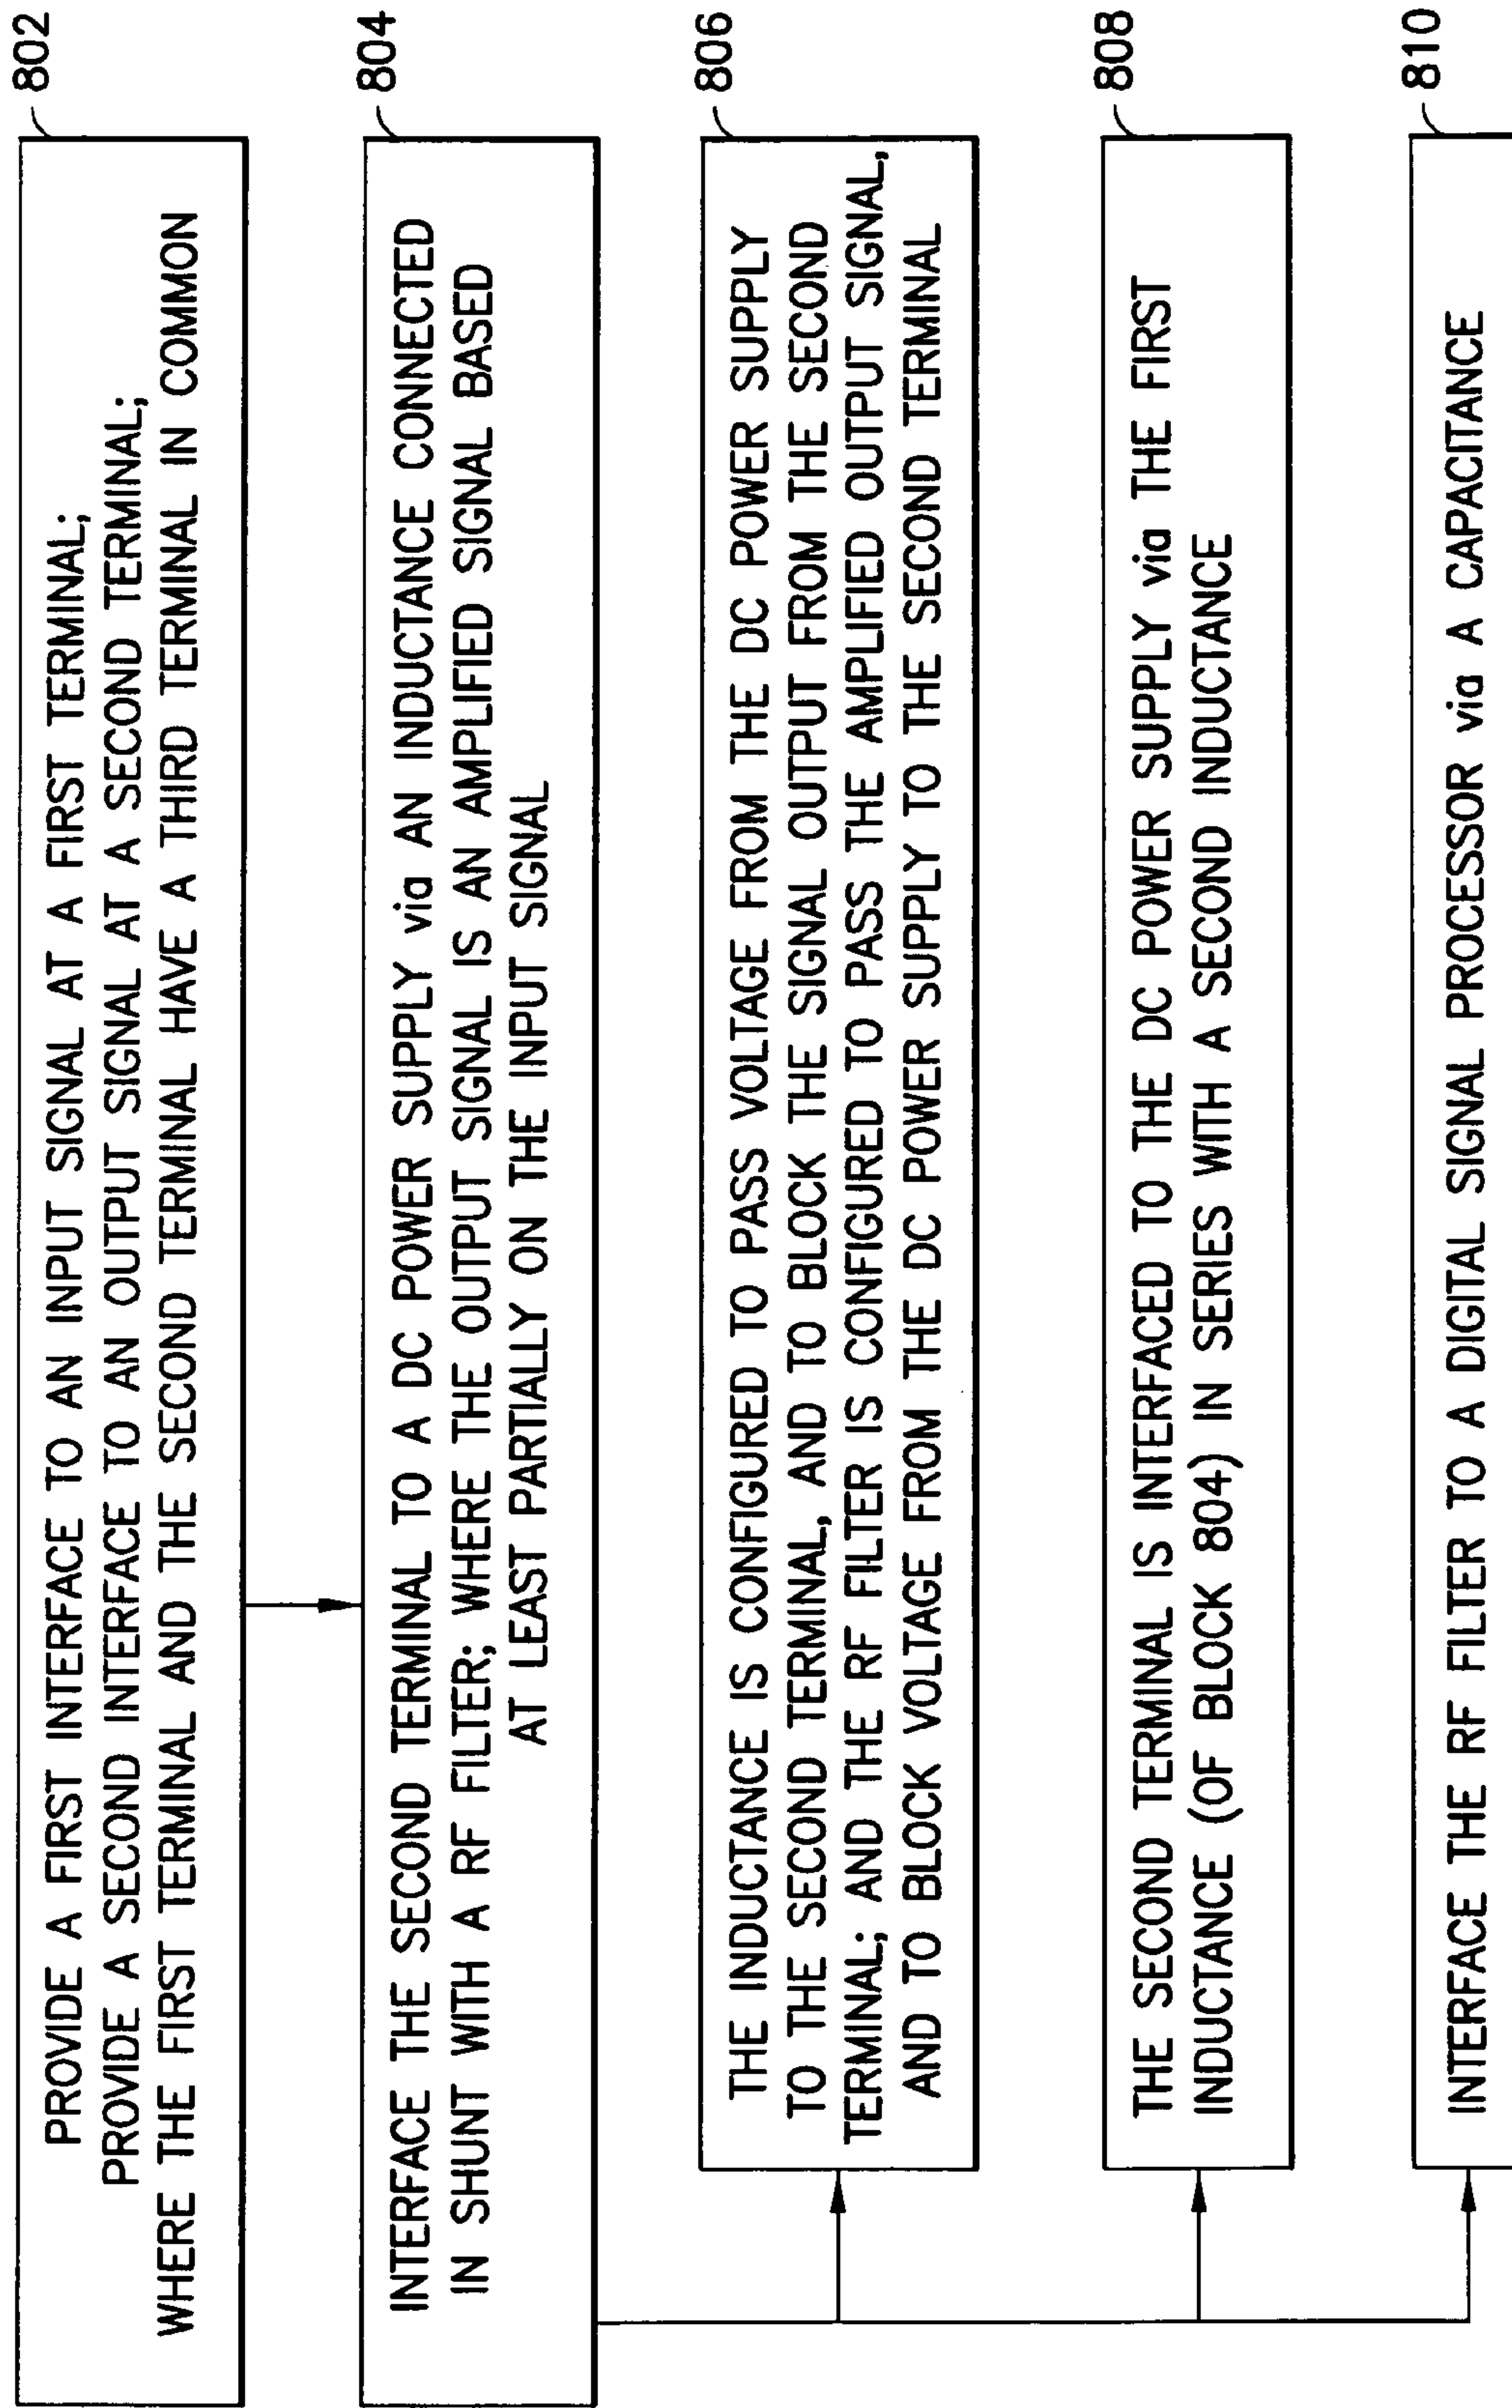 802
PROVIDE A FIRST INTERFACE TO AN INPUT SIGNAL AT A FIRST TERMINAL;
PROVIDE A SECOND INTERFACE TO AN OUTPUT SIGNAL AT A SECOND TERMINAL;
WHERE THE FIRST TERMINAL AND THE SECOND TERMINAL HAVE A THIRD TERMINAL IN COMMON
804
INTERFACE THE SECOND TERMINAL TO A DC POWER SUPPLY via AN INDUCTANCE CONNECTED
IN SHUNT WITH A RF FILTER; WHERE THE OUTPUT SIGNAL IS AN AMPLIFIED SIGNAL BASED
AT LEAST PARTIALLY ON THE INPUT SIGNAL
806
THE INDUCTANCE IS CONFIGURED TO PASS VOLTAGE FROM THE DC POWER SUPPLY
TO THE SECOND TERMINAL, AND TO BLOCK THE SIGNAL OUTPUT FROM THE SECOND
TERMINAL; AND THE RF FILTER IS CONFIGURED TO PASS THE AMPLIFIED OUTPUT SIGNAL,
AND TO BLOCK VOLTAGE FROM THE DC POWER SUPPLY TO THE SECOND TERMINAL
808
THE SECOND TERMINAL IS INTERFACED TO THE DC POWER SUPPLY via THE FIRST
INDUCTANCE (OF BLOCK 804) IN SERIES WITH A SECOND INDUCTANCE
810
INTERFACE THE RF FILTER TO A DIGITAL SIGNAL PROCESSOR via A CAPACITANCE